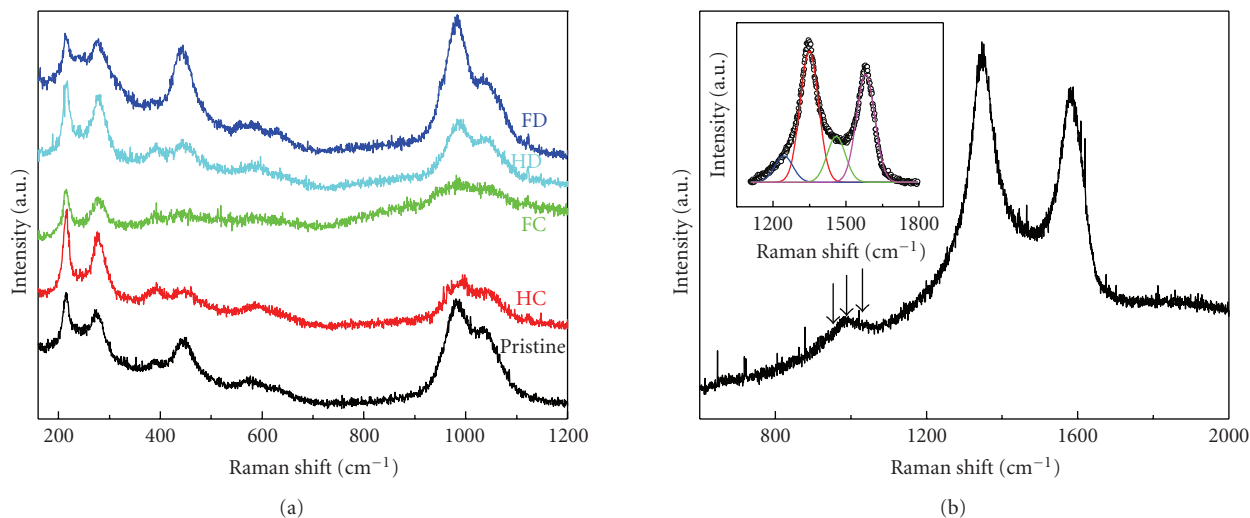 Intensity (a.u.)
FD
HD
FC
HC
Pristine
200 400 600 800 1000 1200
Raman shift (cm−1)
(a)
Intensity (a.u.)
Intensity (a.u.)
1200 1500 1800
Raman shift (cm−1)
800 1200 1600 2000
Raman shift (cm−1)
(b)